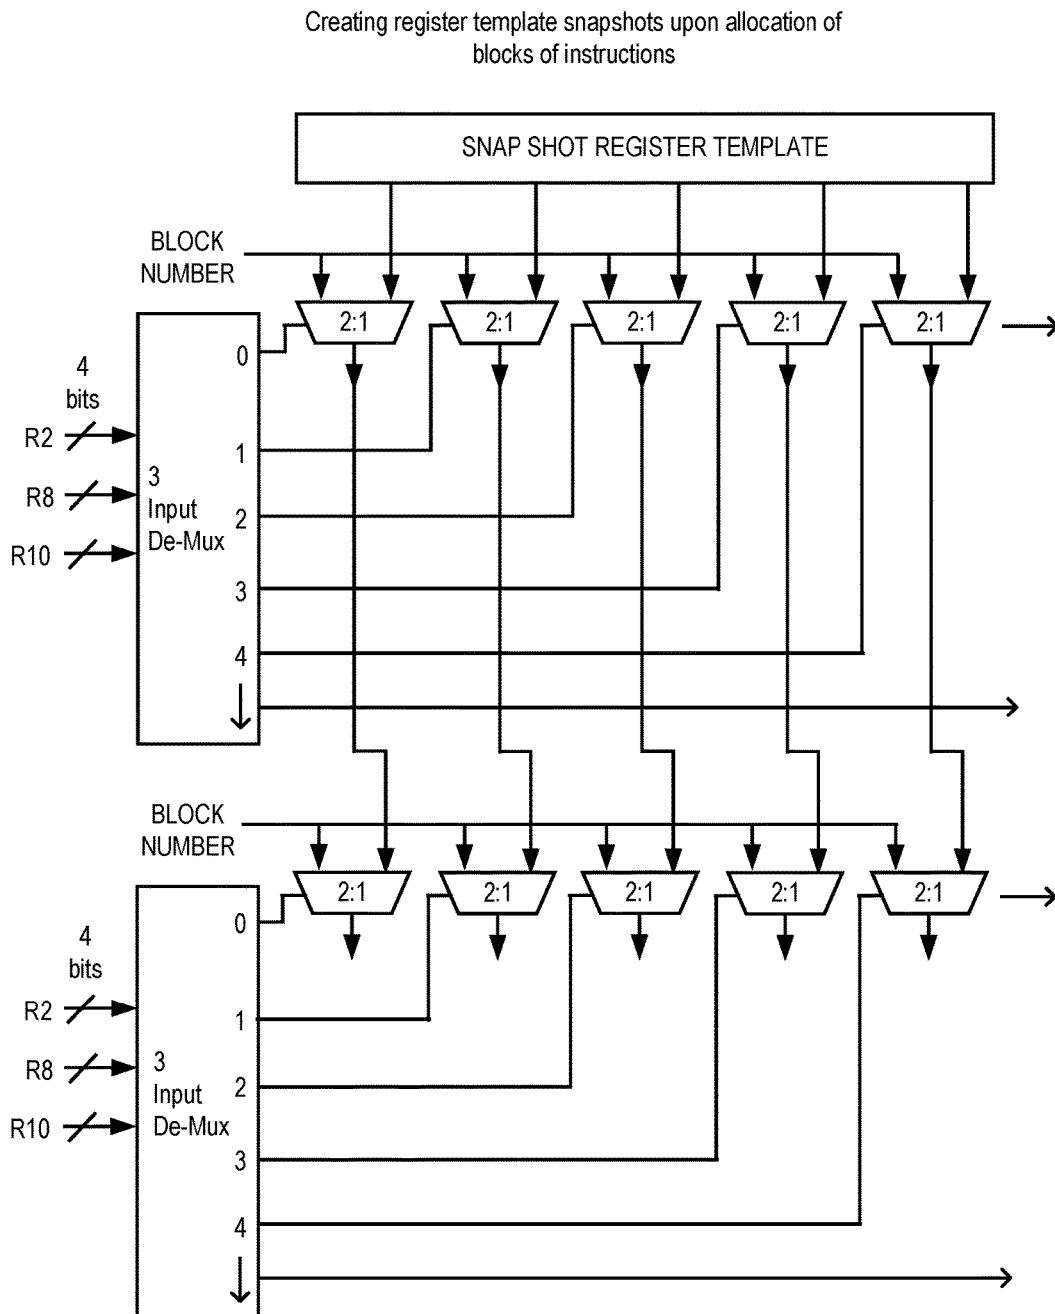 Creating register template snapshots upon allocation of
blocks of instructions
SNAP SHOT REGISTER TEMPLATE
BLOCK
NUMBER
2:1
2:1
2:1
2:1
2:1
0
4
bits
R2
1
R8
3
Input
De-Mux
2
R10
3
4
BLOCK
NUMBER
2:1
2:1
2:1
2:1
2:1
0
4
bits
R2
1
R8
3
Input
De-Mux
2
R10
3
4